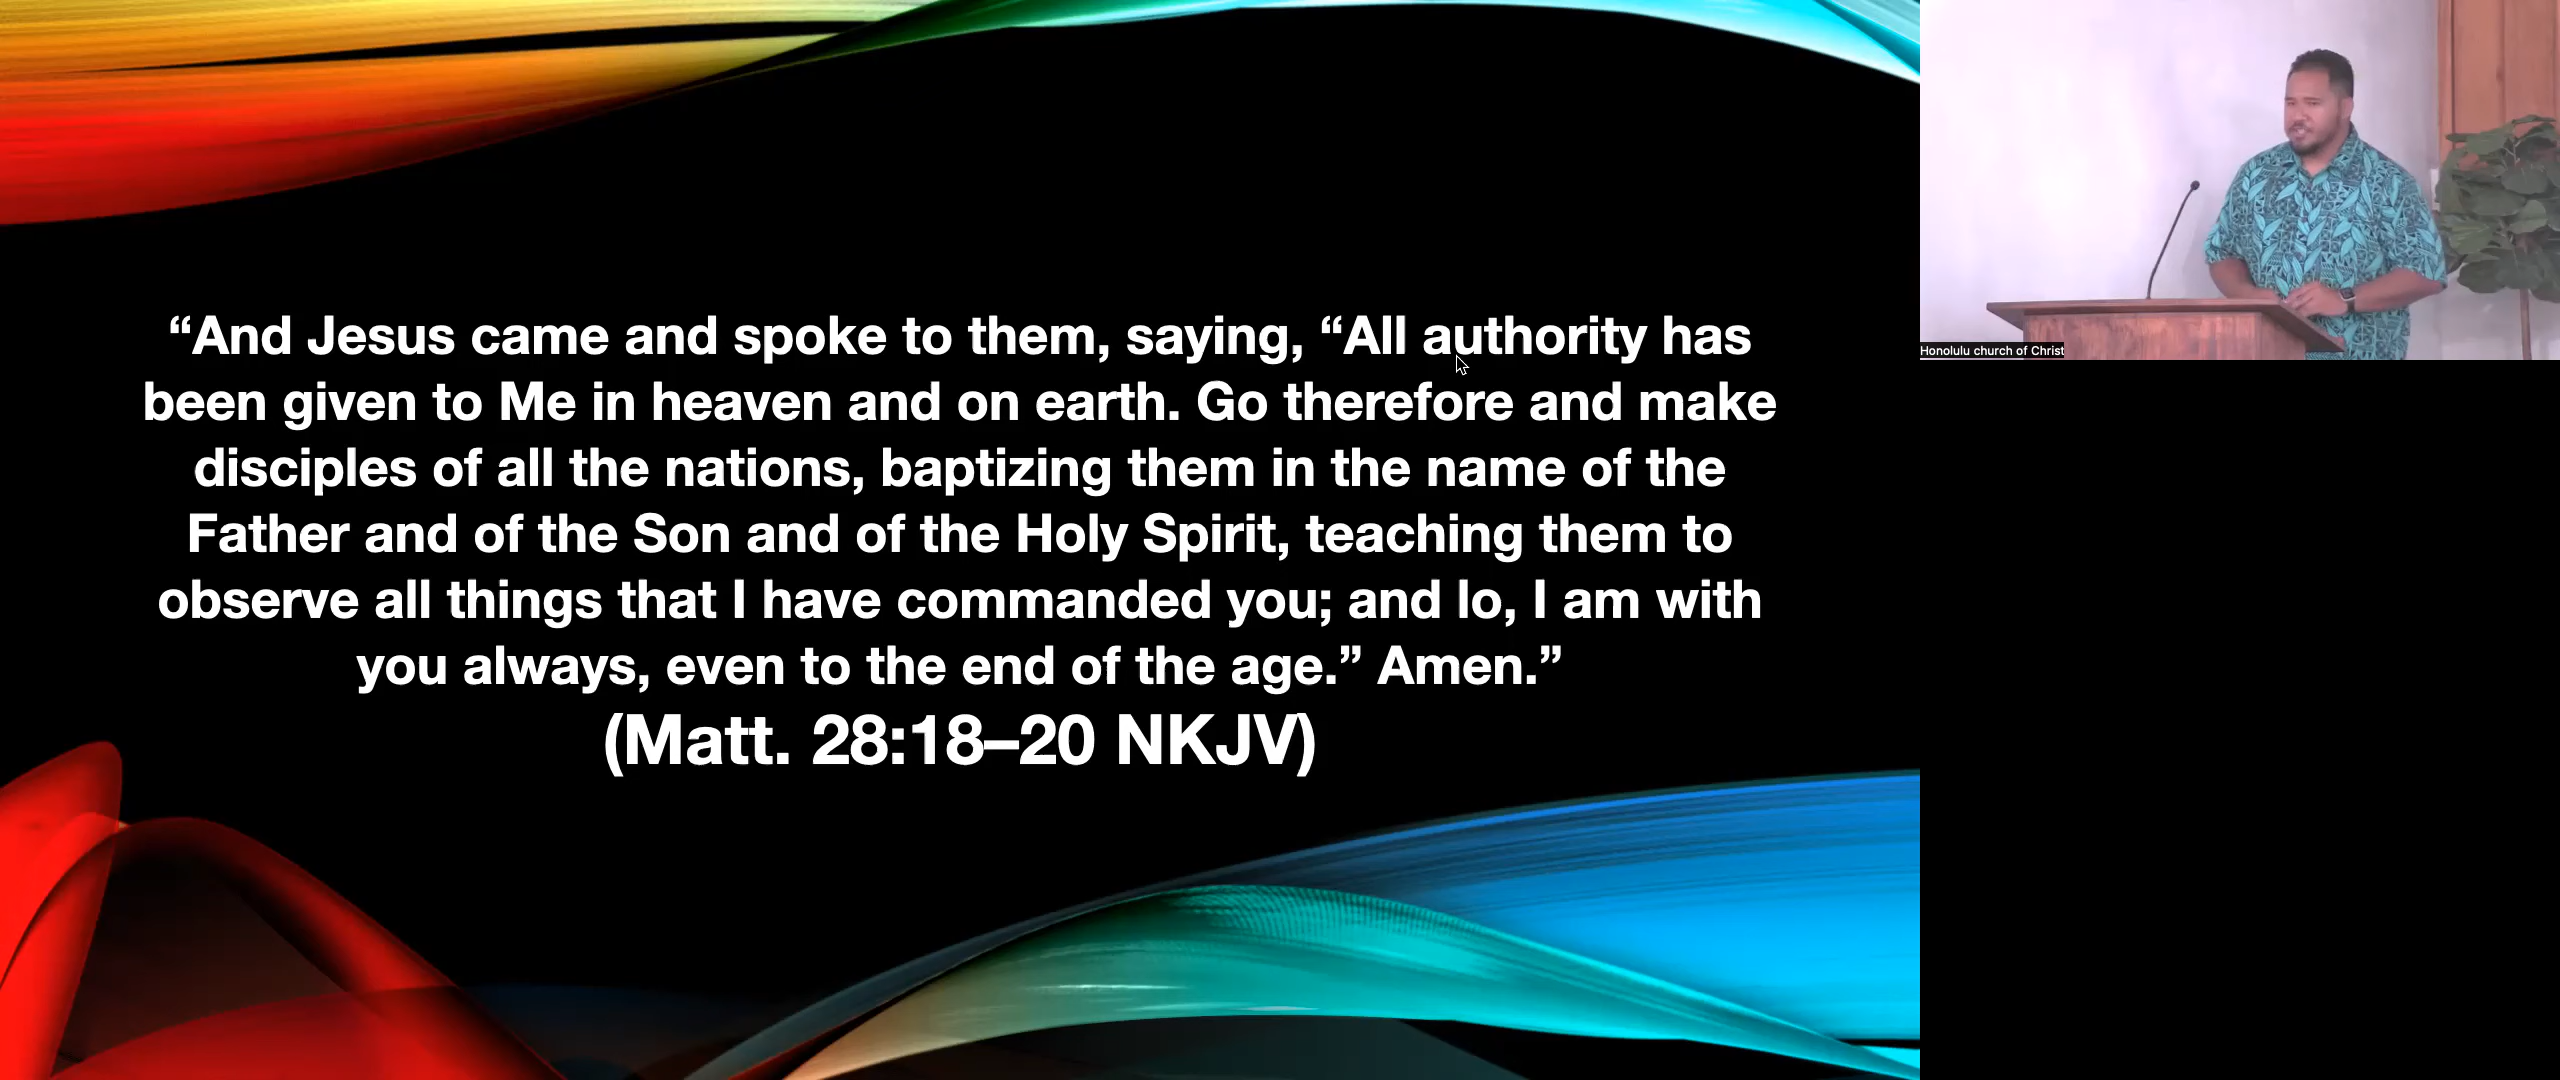 “And Jesus came and spoke to them, saying, “All authority has
been given to Me in heaven and on earth. Go therefore and make
disciples of all the nations, baptizing them in the name of the
Father and of the Son and of the Holy Spirit, teaching them to
observe all things that I have commanded you; and lo, I am with
you always, even to the end of the age.” Amen.”
(Matt. 28:18–20 NKJV)
Honolulu church of Christ